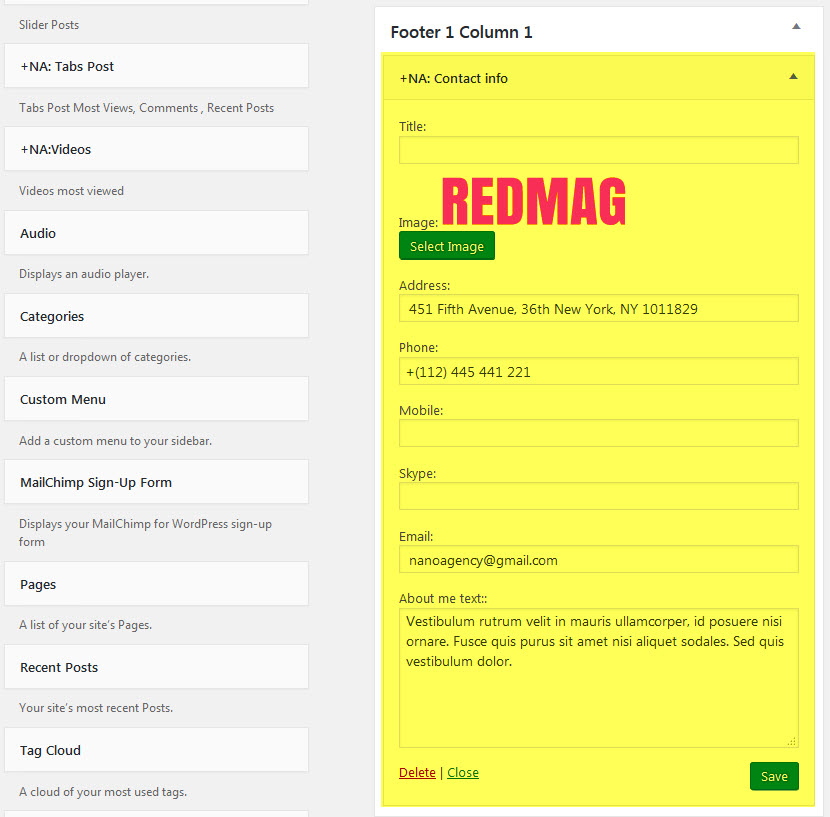 Slider Posts
+NA: Tabs Post
Tabs Post Most Views, Comments , Recent Posts
+NA:Videos
Videos most viewed
Audio
Displays an audio player.
Categories
A list or dropdown of categories.
Custom Menu
Add a custom menu to your sidebar.
MailChimp Sign-Up Form
Displays your MailChimp for WordPress sign-up
form
Pages
A list of your site's Pages.
Recent Posts
Your site's most recent Posts.
Tag Cloud
A cloud of your most used tags.
Footer 1 Column 1
+NA: Contact info
Title:
Image: REDMAG
Select Image
Address:
451 Fifth Avenue, 36th New York, NY 1011829
Phone:
+(112) 445 441 221
Mobile:
Skype:
Email:
nanoagency@gmail.com
About me text::
Vestibulum rutrum velit in mauris ullamcorper, id posuere nisi
ornare. Fusce quis purus sit amet nisi aliquet sodales. Sed quis
vestibulum dolor.
Delete | Close
Save